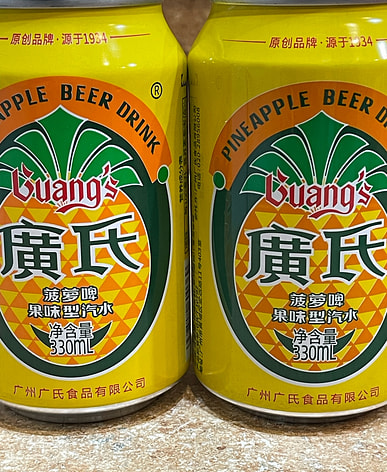 原创品牌·源于1934
APPLE BEER DRINK
®
Guang's
廣氏
菠萝啤
果味型汽水
净含量
330mL
广州广氏食品有限公司
原创品牌·源于1934
PINEAPPLE BEER
Guang's
廣氏
菠萝啤
果味型汽水
净含量
330mL
广州广氏食品有限公司